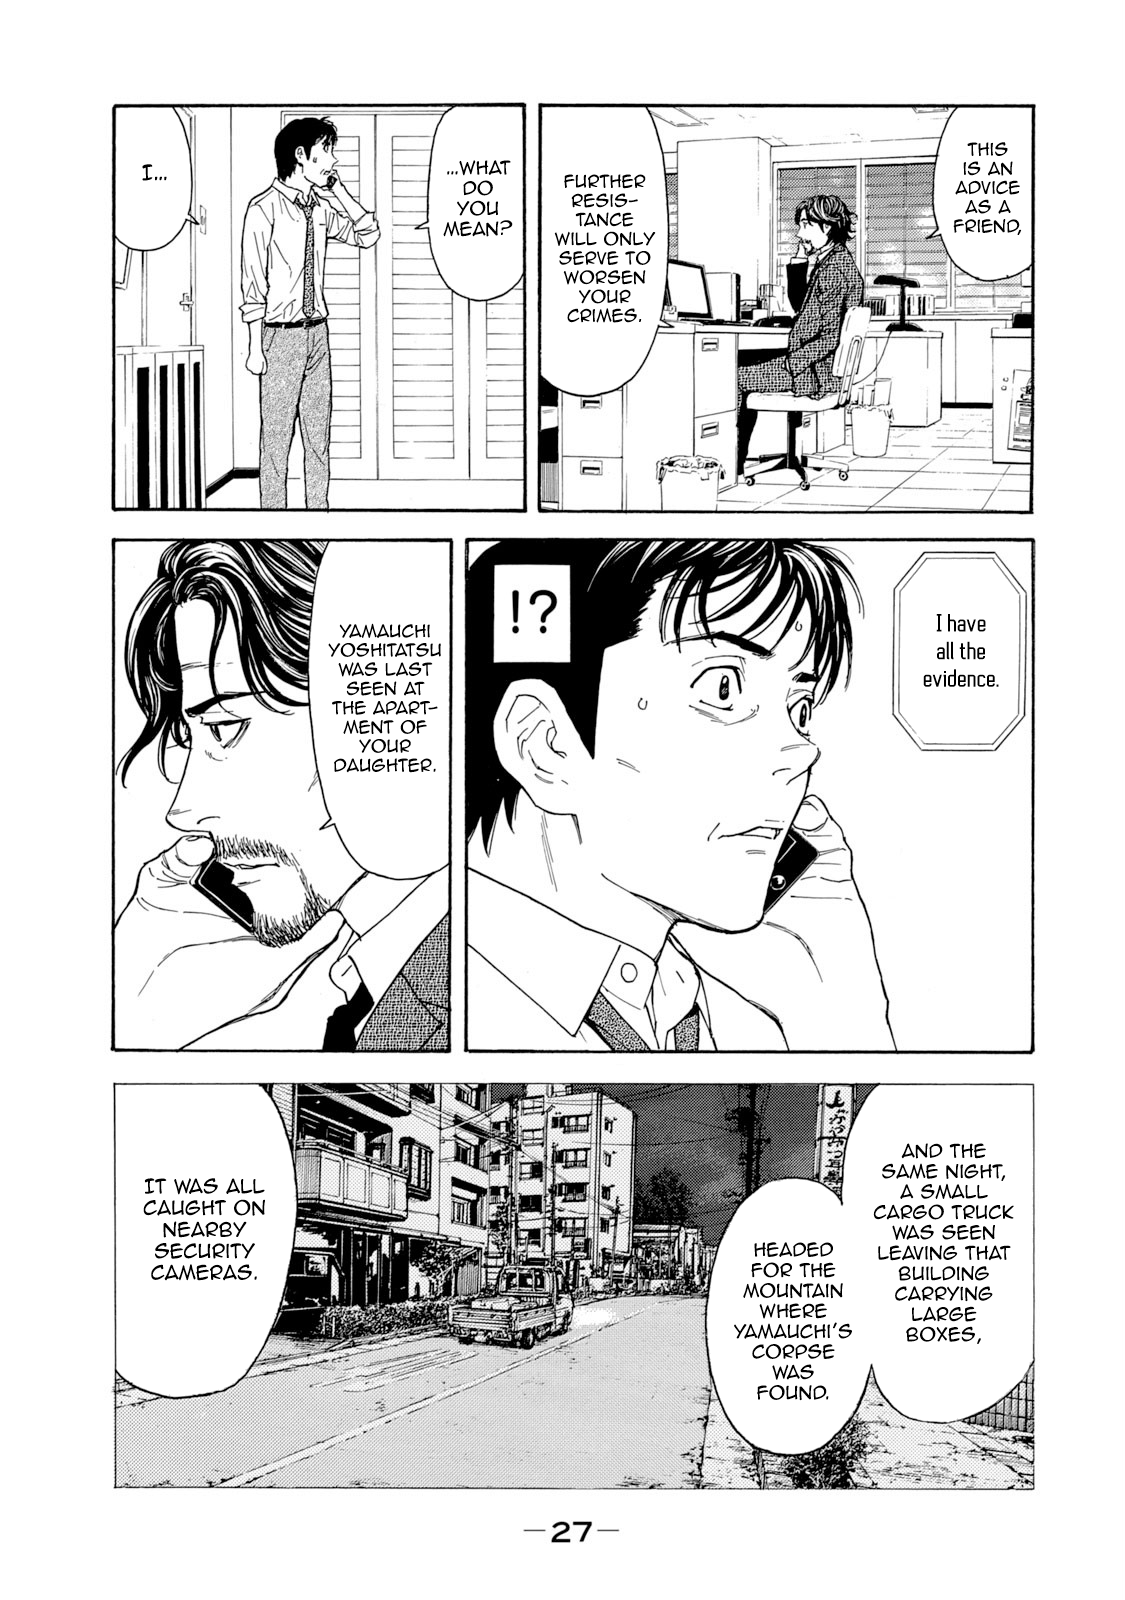 THIS
IS AN
ADVICE
AS A
FRIEND,
FURTHER
RESIS-
TANCE
WILL ONLY
SERVE TO
WORSEN
YOUR
CRIMES.
...WHAT
DO
YOU
MEAN?
I...
I have
all the
evidence.
!?
YAMAUCHI
YOSHITATSU
WAS LAST
SEEN AT
THE APART-
MENT OF
YOUR
DAUGHTER.
AND THE
SAME NIGHT,
A SMALL
CARGO TRUCK
WAS SEEN
LEAVING THAT
BUILDING
CARRYING
LARGE
BOXES,
HEADED
FOR THE
MOUNTAIN
WHERE
YAMAUCHI'S
CORPSE
WAS
FOUND.
IT WAS ALL
CAUGHT ON
NEARBY
SECURITY
CAMERAS.
—27—